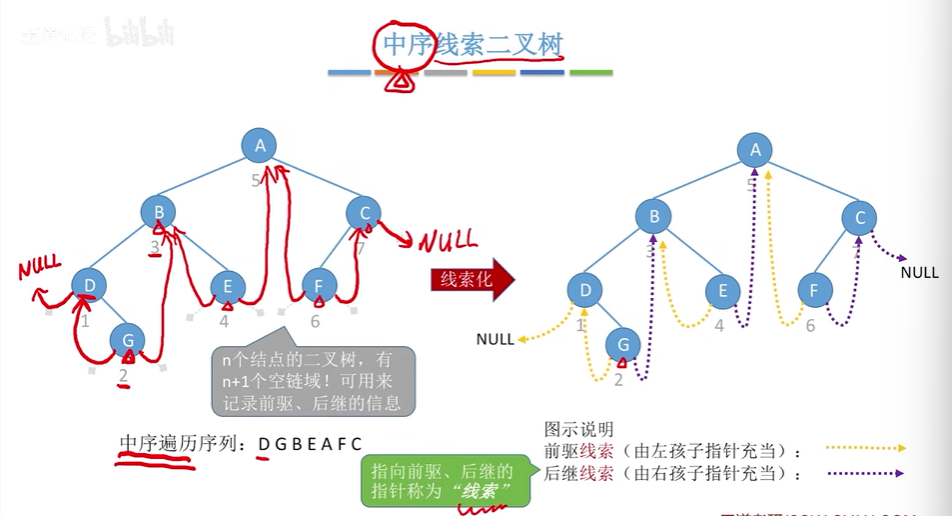 bilibili
中序线索二叉树
A
5
B
3
C
7
NULL
NULL
D
1
E
4
F
6
G
2
线索化
A
5
B
3
C
7
NULL
D
1
E
4
F
6
NULL
G
2
n个结点的二叉树，有
n+1个空链域！可用来
记录前驱、后继的信息
中序遍历序列：D G B E A F C
图示说明
前驱线索（由左孩子指针充当）：
后继线索（由右孩子指针充当）：
指向前驱、后继的
指针称为“线索”